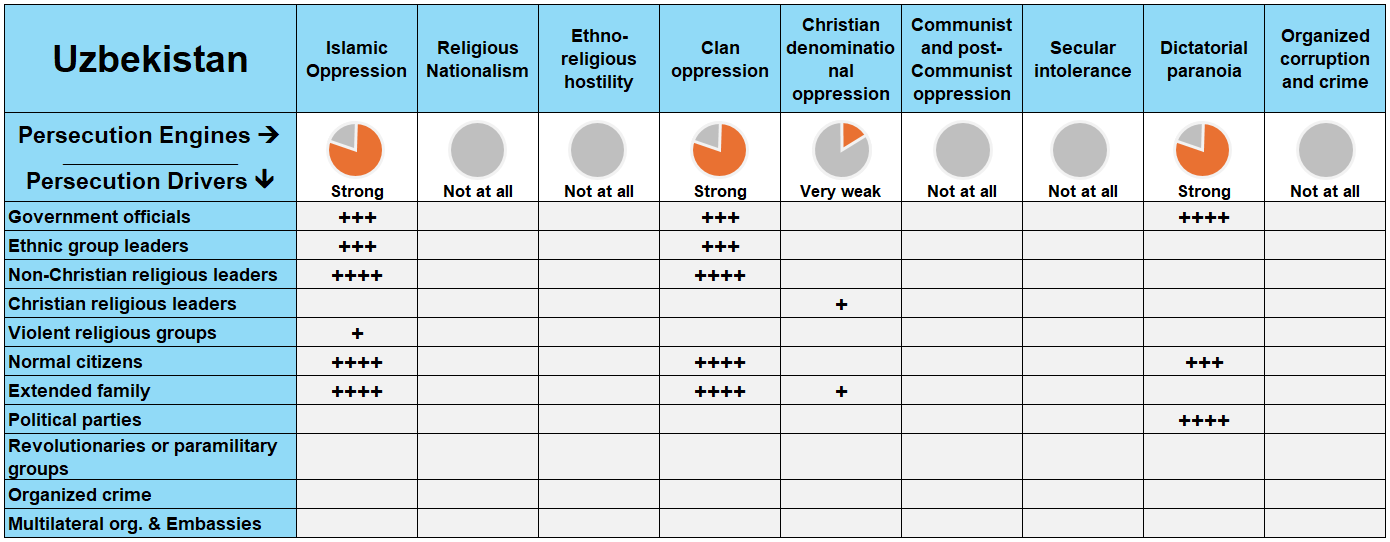 Uzbekistan
Islamic
Oppression
Religious
Nationalism
Ethno-
religious
hostility
Clan
oppression
Christian
denominatio
nal
oppression
Communist
and post-
Communist
oppression
Secular
intolerance
Dictatorial
paranoia
Organized
corruption
and crime
Persecution Engines →
Persecution Drivers ↓
Strong
Not at all
Not at all
Strong
Very weak
Not at all
Not at all
Strong
Not at all
Government officials +++ +++ ++++
Ethnic group leaders +++ +++
Non-Christian religious leaders ++++ ++++
Christian religious leaders +
Violent religious groups +
Normal citizens ++++ ++++ +++
Extended family ++++ ++++ +
Political parties ++++
Revolutionaries or paramilitary
groups
Organized crime
Multilateral org. & Embassies